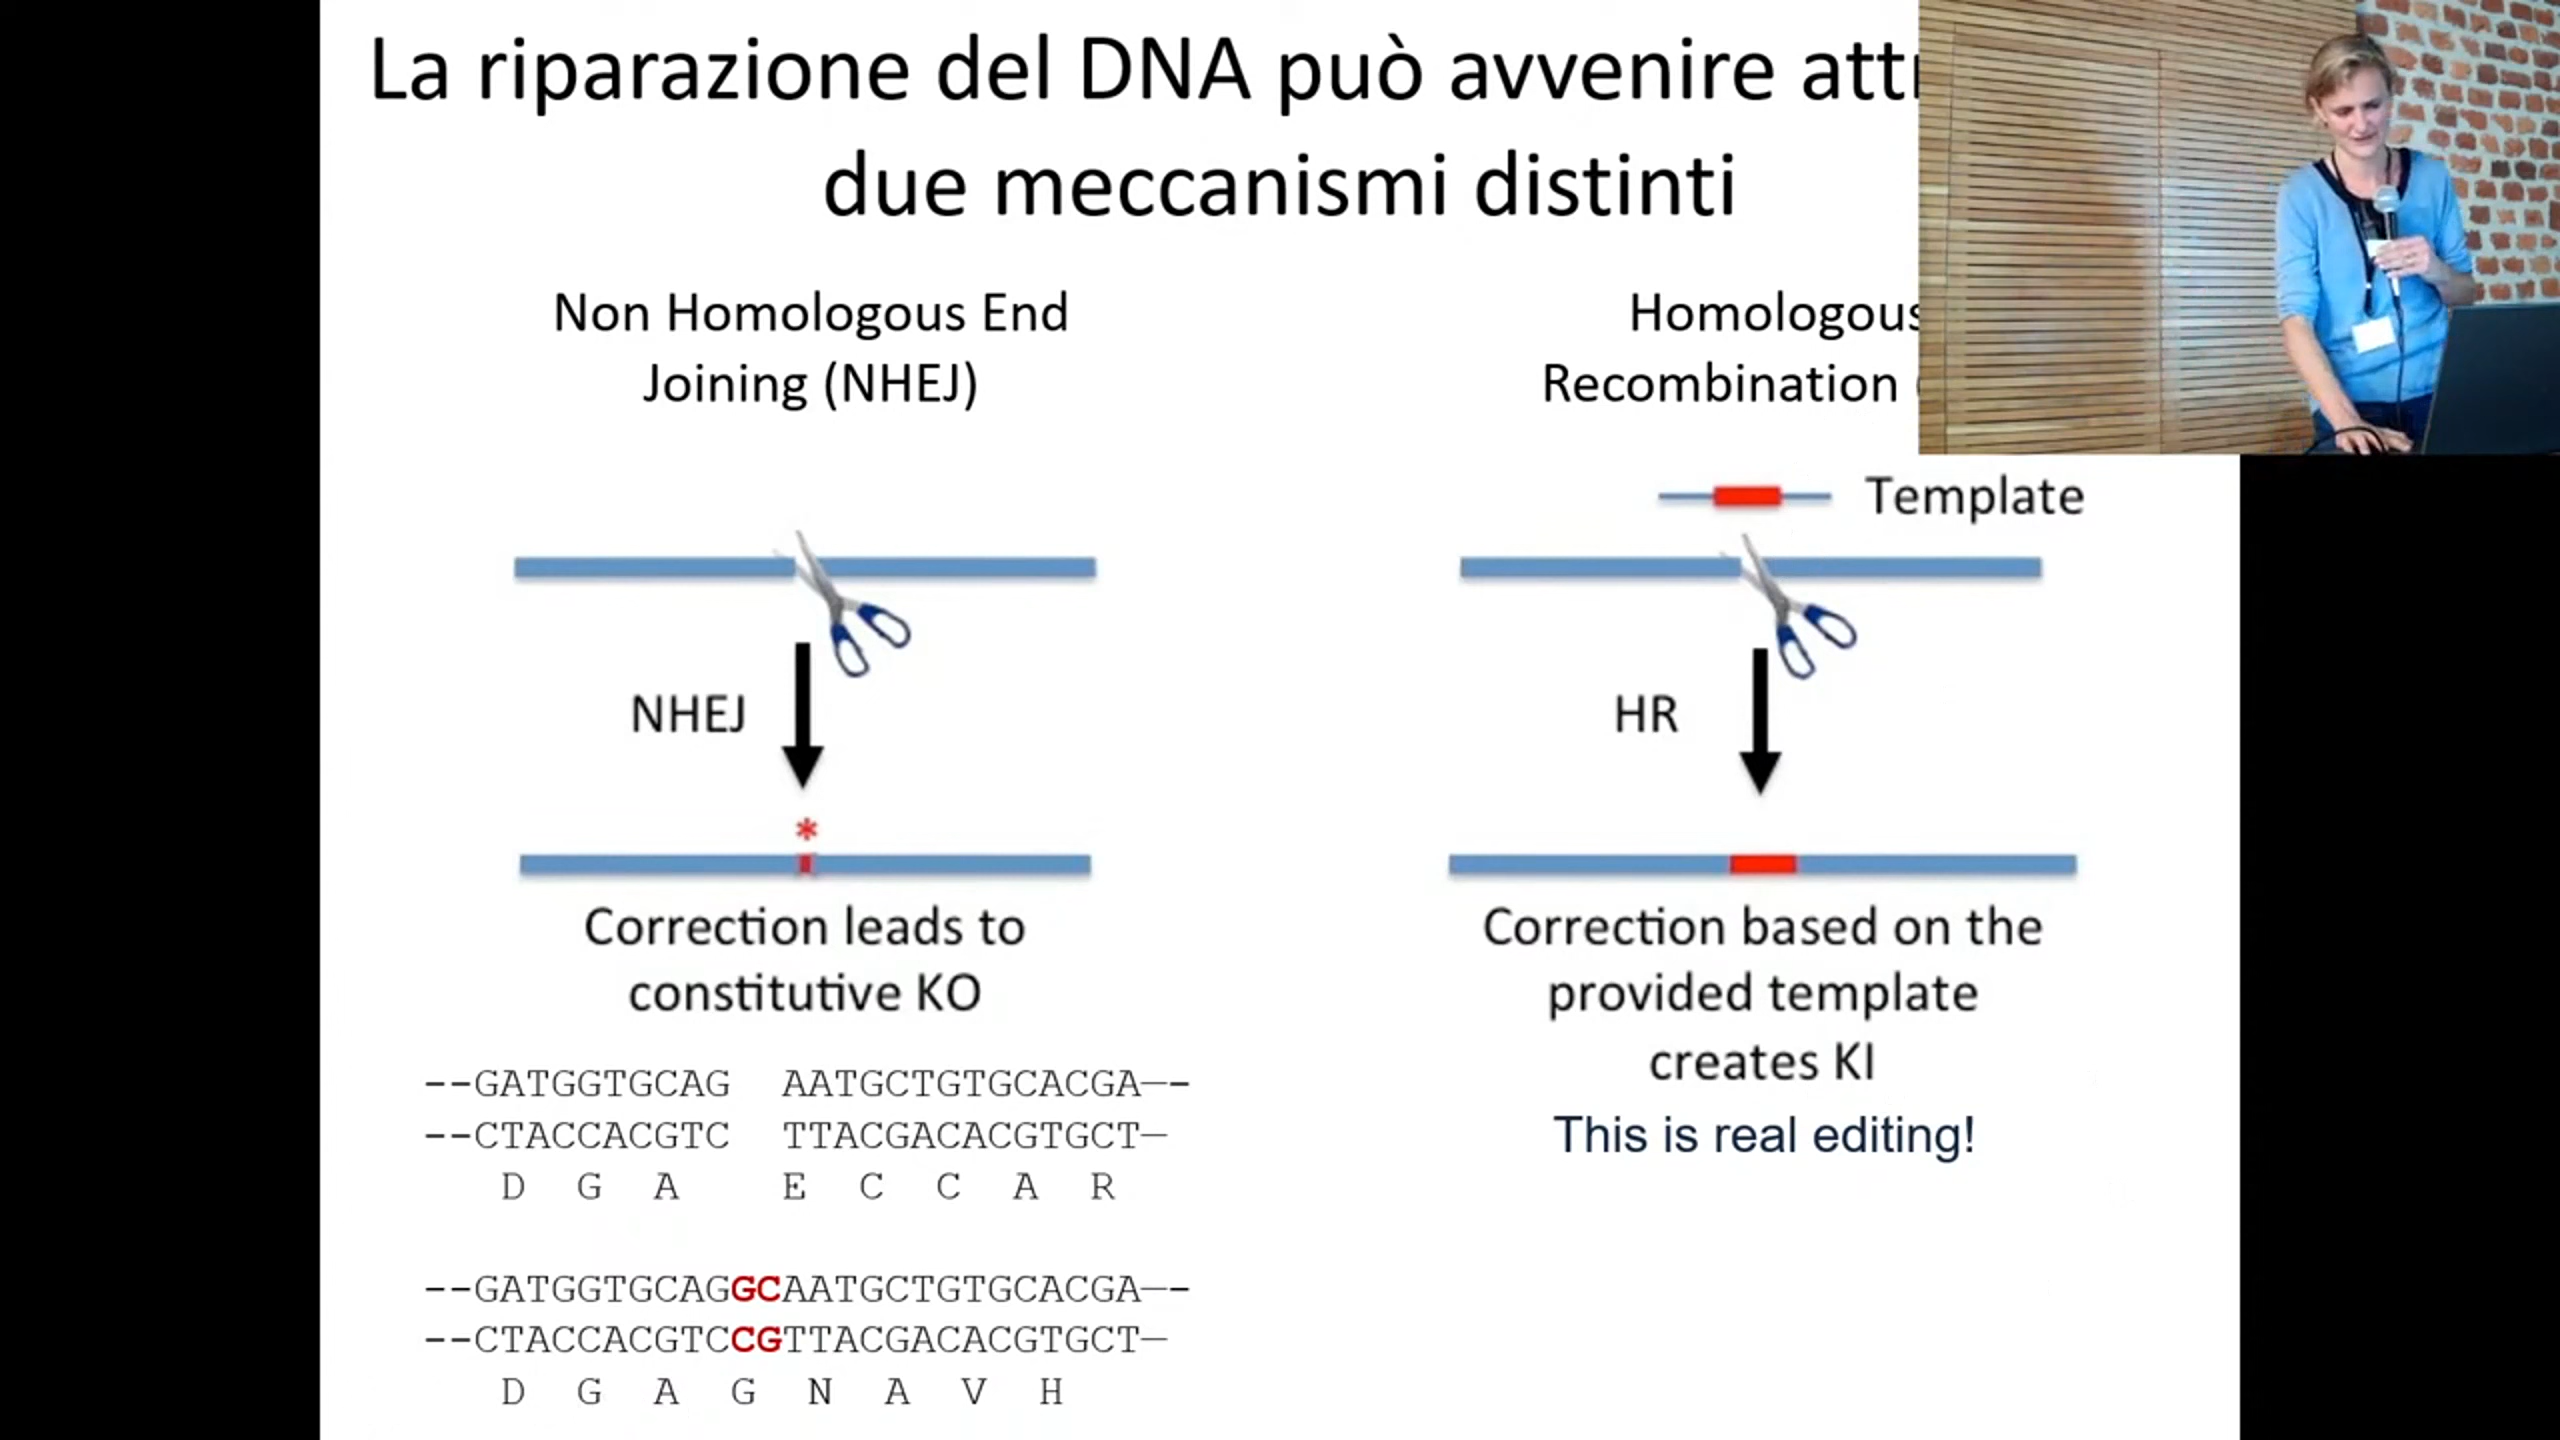 La riparazione del DNA può avvenire
due meccanismi distinti
Non Homologous End
Joining (NHEJ)
Homologous
Recombination
Template
NHEJ
HR
*
Correction leads to
constitutive KO
Correction based on the
provided template
creates KI
This is real editing!
--GATGGTGCAG AATGCTGTGCACGA—-
--CTACCACGTC TTACGACACGTGCT—
D G A E C C A R
--GATGGTGCAGGCAATGCTGTGCACGA—-
--CTACCACGTCCGTTACGACACGTGCT—
D G A G N A V H